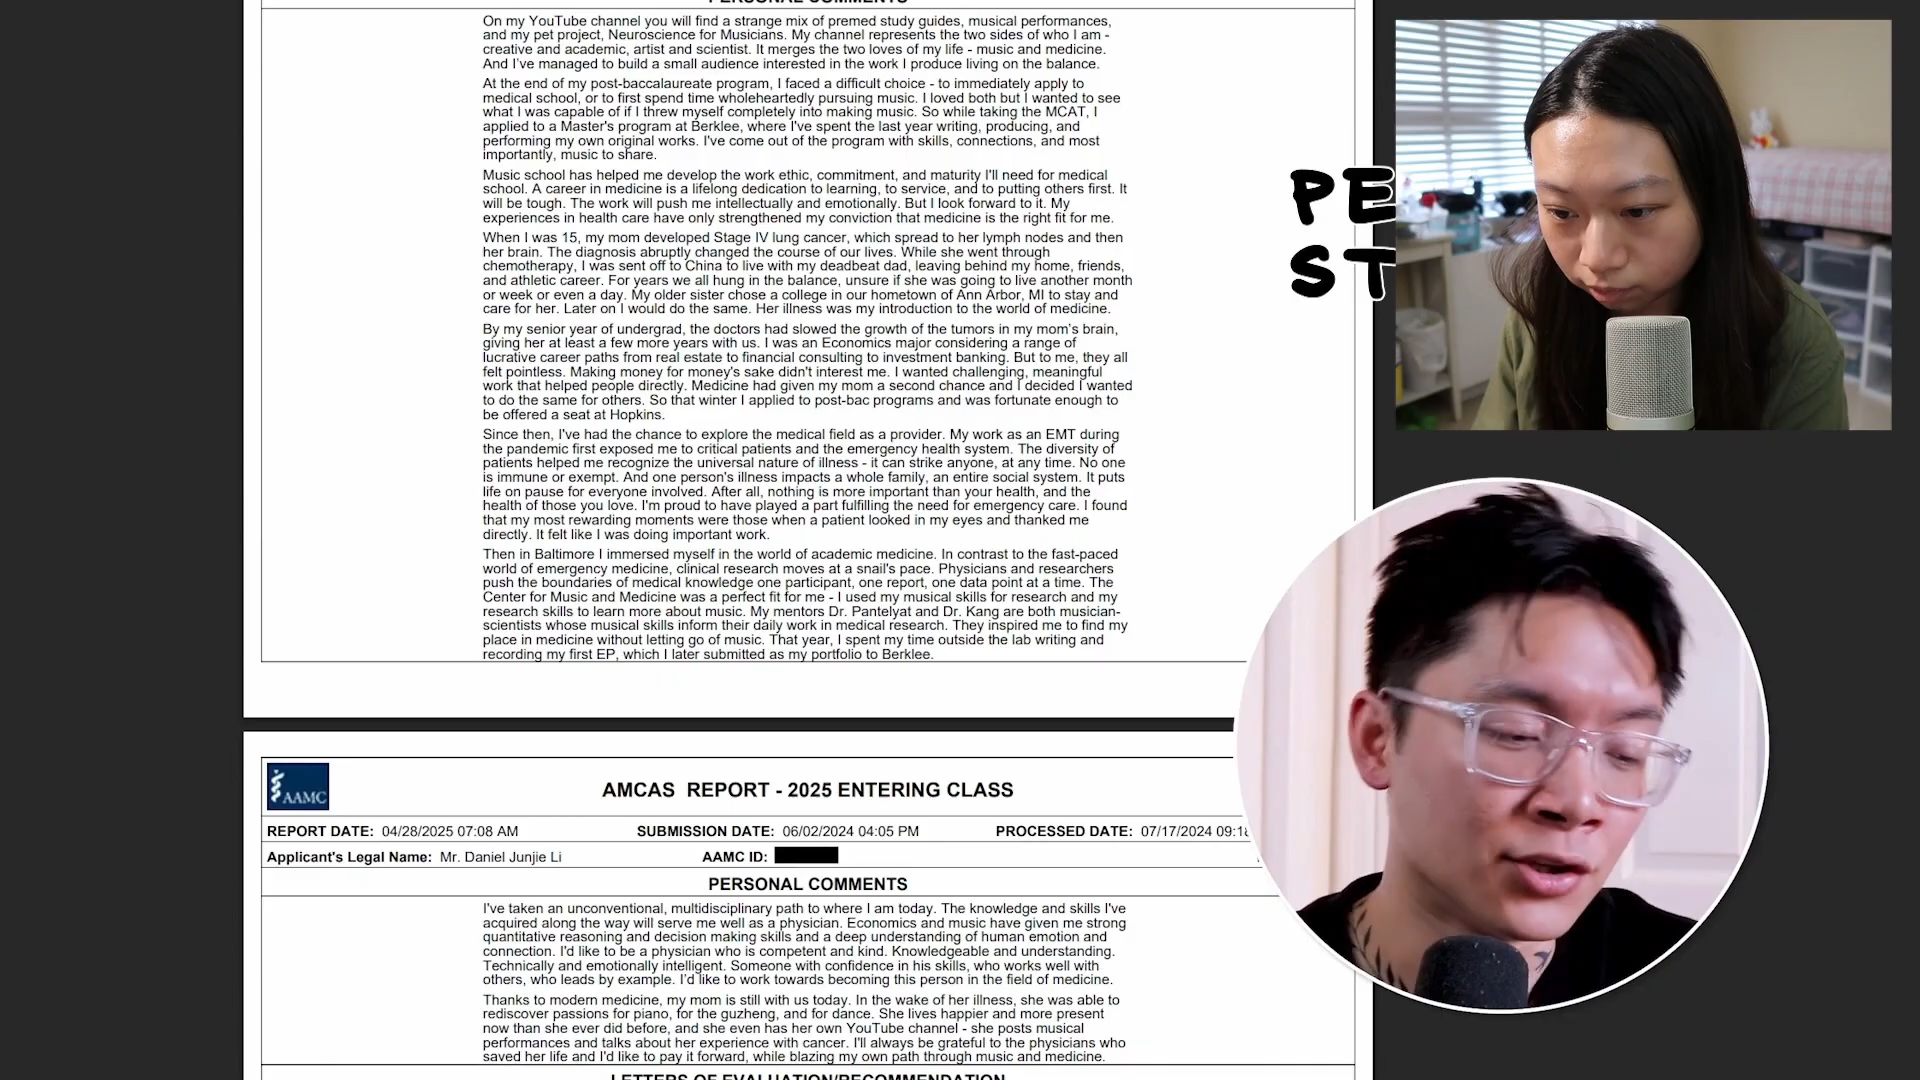 PERSONAL COMMENTS
On my YouTube channel you will find a strange mix of premed study guides, musical performances,
and my pet project, Neuroscience for Musicians. My channel represents the two sides of who I am -
creative and academic, artist and scientist. It merges the two loves of my life - music and medicine.
And I've managed to build a small audience interested in the work I produce living on the balance.
At the end of my post-baccalaureate program, I faced a difficult choice - to immediately apply to
medical school, or to first spend time wholeheartedly pursuing music. I loved both but I wanted to see
what I was capable of if I threw myself completely into making music. So while taking the MCAT, I
applied to a Master's program at Berklee, where I've spent the last year writing, producing, and
performing my own original works. I've come out of the program with skills, connections, and most
importantly, music to share.
Music school has helped me develop the work ethic, commitment, and maturity I'll need for medical
school. A career in medicine is a lifelong dedication to learning, to service, and to putting others first. It
will be tough. The work will push me intellectually and emotionally. But I look forward to it. My
experiences in health care have only strengthened my conviction that medicine is the right fit for me.
When I was 15, my mom developed Stage IV lung cancer, which spread to her lymph nodes and then
her brain. The diagnosis abruptly changed the course of our lives. While she went through
chemotherapy, I was sent off to China to live with my deadbeat dad, leaving behind my home, friends,
and athletic career. For years we all hung in the balance, unsure if she was going to live another month
or week or even a day. My older sister chose a college in our hometown of Ann Arbor, MI to stay and
care for her. Later on I would do the same. Her illness was my introduction to the world of medicine.
By my senior year of undergrad, the doctors had slowed the growth of the tumors in my mom's brain,
giving her at least a few more years with us. I was an Economics major considering a range of
lucrative career paths from real estate to financial consulting to investment banking. But to me, they all
felt pointless. Making money for money's sake didn't interest me. I wanted challenging, meaningful
work that helped people directly. Medicine had given my mom a second chance and I decided I wanted
to do the same for others. So that winter I applied to post-bac programs and was fortunate enough to
be offered a seat at Hopkins.
Since then, I've had the chance to explore the medical field as a provider. My work as an EMT during
the pandemic first exposed me to critical patients and the emergency health system. The diversity of
patients helped me recognize the universal nature of illness - it can strike anyone, at any time. No one
is immune or exempt. And one person's illness impacts a whole family, an entire social system. It puts
life on pause for everyone involved. After all, nothing is more important than your health, and the
health of those you love. I'm proud to have played a part fulfilling the need for emergency care. I found
that my most rewarding moments were those when a patient looked in my eyes and thanked me
directly. It felt like I was doing important work.
Then in Baltimore I immersed myself in the world of academic medicine. In contrast to the fast-paced
world of emergency medicine, clinical research moves at a snail's pace. Physicians and researchers
push the boundaries of medical knowledge one participant, one report, one data point at a time. The
Center for Music and Medicine was a perfect fit for me - I used my musical skills for research and my
research skills to learn more about music. My mentors Dr. Pantelyat and Dr. Kang are both musician-
scientists whose musical skills inform their daily work in medical research. They inspired me to find my
place in medicine without letting go of music. That year, I spent my time outside the lab writing and
recording my first EP, which I later submitted as my portfolio to Berklee.
PE
ST
AAMC
AMCAS REPORT - 2025 ENTERING CLASS
REPORT DATE: 04/28/2025 07:08 AM SUBMISSION DATE: 06/02/2024 04:05 PM PROCESSED DATE: 07/17/2024 09:18
Applicant's Legal Name: Mr. Daniel Junjie Li AAMC ID:
PERSONAL COMMENTS
I've taken an unconventional, multidisciplinary path to where I am today. The knowledge and skills I've
acquired along the way will serve me well as a physician. Economics and music have given me strong
quantitative reasoning and decision making skills and a deep understanding of human emotion and
connection. I'd like to be a physician who is competent and kind. Knowledgeable and understanding.
Technically and emotionally intelligent. Someone with confidence in his skills, who works well with
others, who leads by example. I'd like to work towards becoming this person in the field of medicine.
Thanks to modern medicine, my mom is still with us today. In the wake of her illness, she was able to
rediscover passions for piano, for the guzheng, and for dance. She lives happier and more present
now than she ever did before, and she even has her own YouTube channel - she posts musical
performances and talks about her experience with cancer. I'll always be grateful to the physicians who
saved her life and I'd like to pay it forward, while blazing my own path through music and medicine.
LETTERS OF EVALUATION/RECOMMENDATION